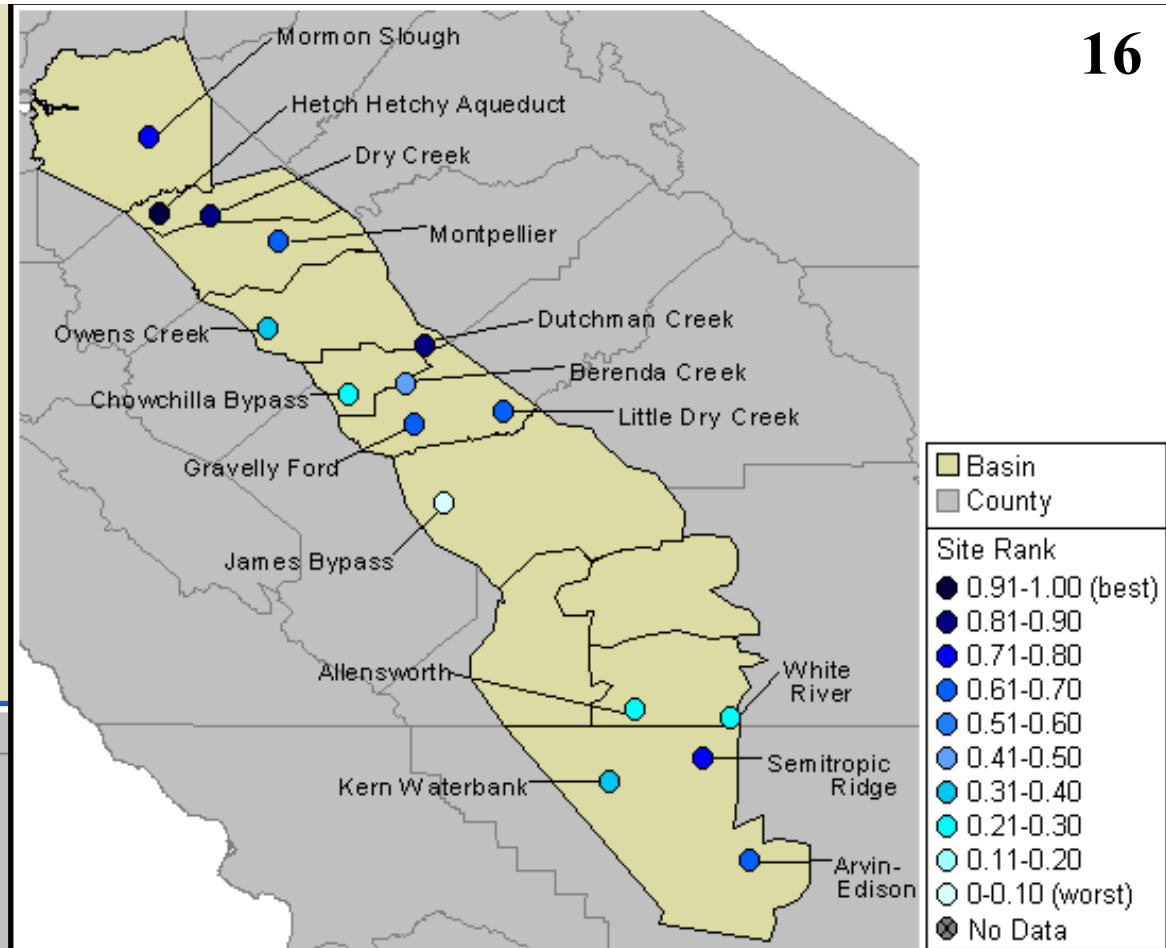 16
Mormon Slough
Hetch Hetchy Aqueduct
Dry Creek
Montpellier
Owens Creek
Dutchman Creek
Berenda Creek
Chowchilla Bypass
Little Dry Creek
Gravelly Ford
James Bypass
Allensworth
White
River
Semitropic
Ridge
Kern Waterbank
Arvin-
Edison
Basin
County
Site Rank
0.91-1.00 (best)
0.81-0.90
0.71-0.80
0.61-0.70
0.51-0.60
0.41-0.50
0.31-0.40
0.21-0.30
0.11-0.20
0-0.10 (worst)
No Data